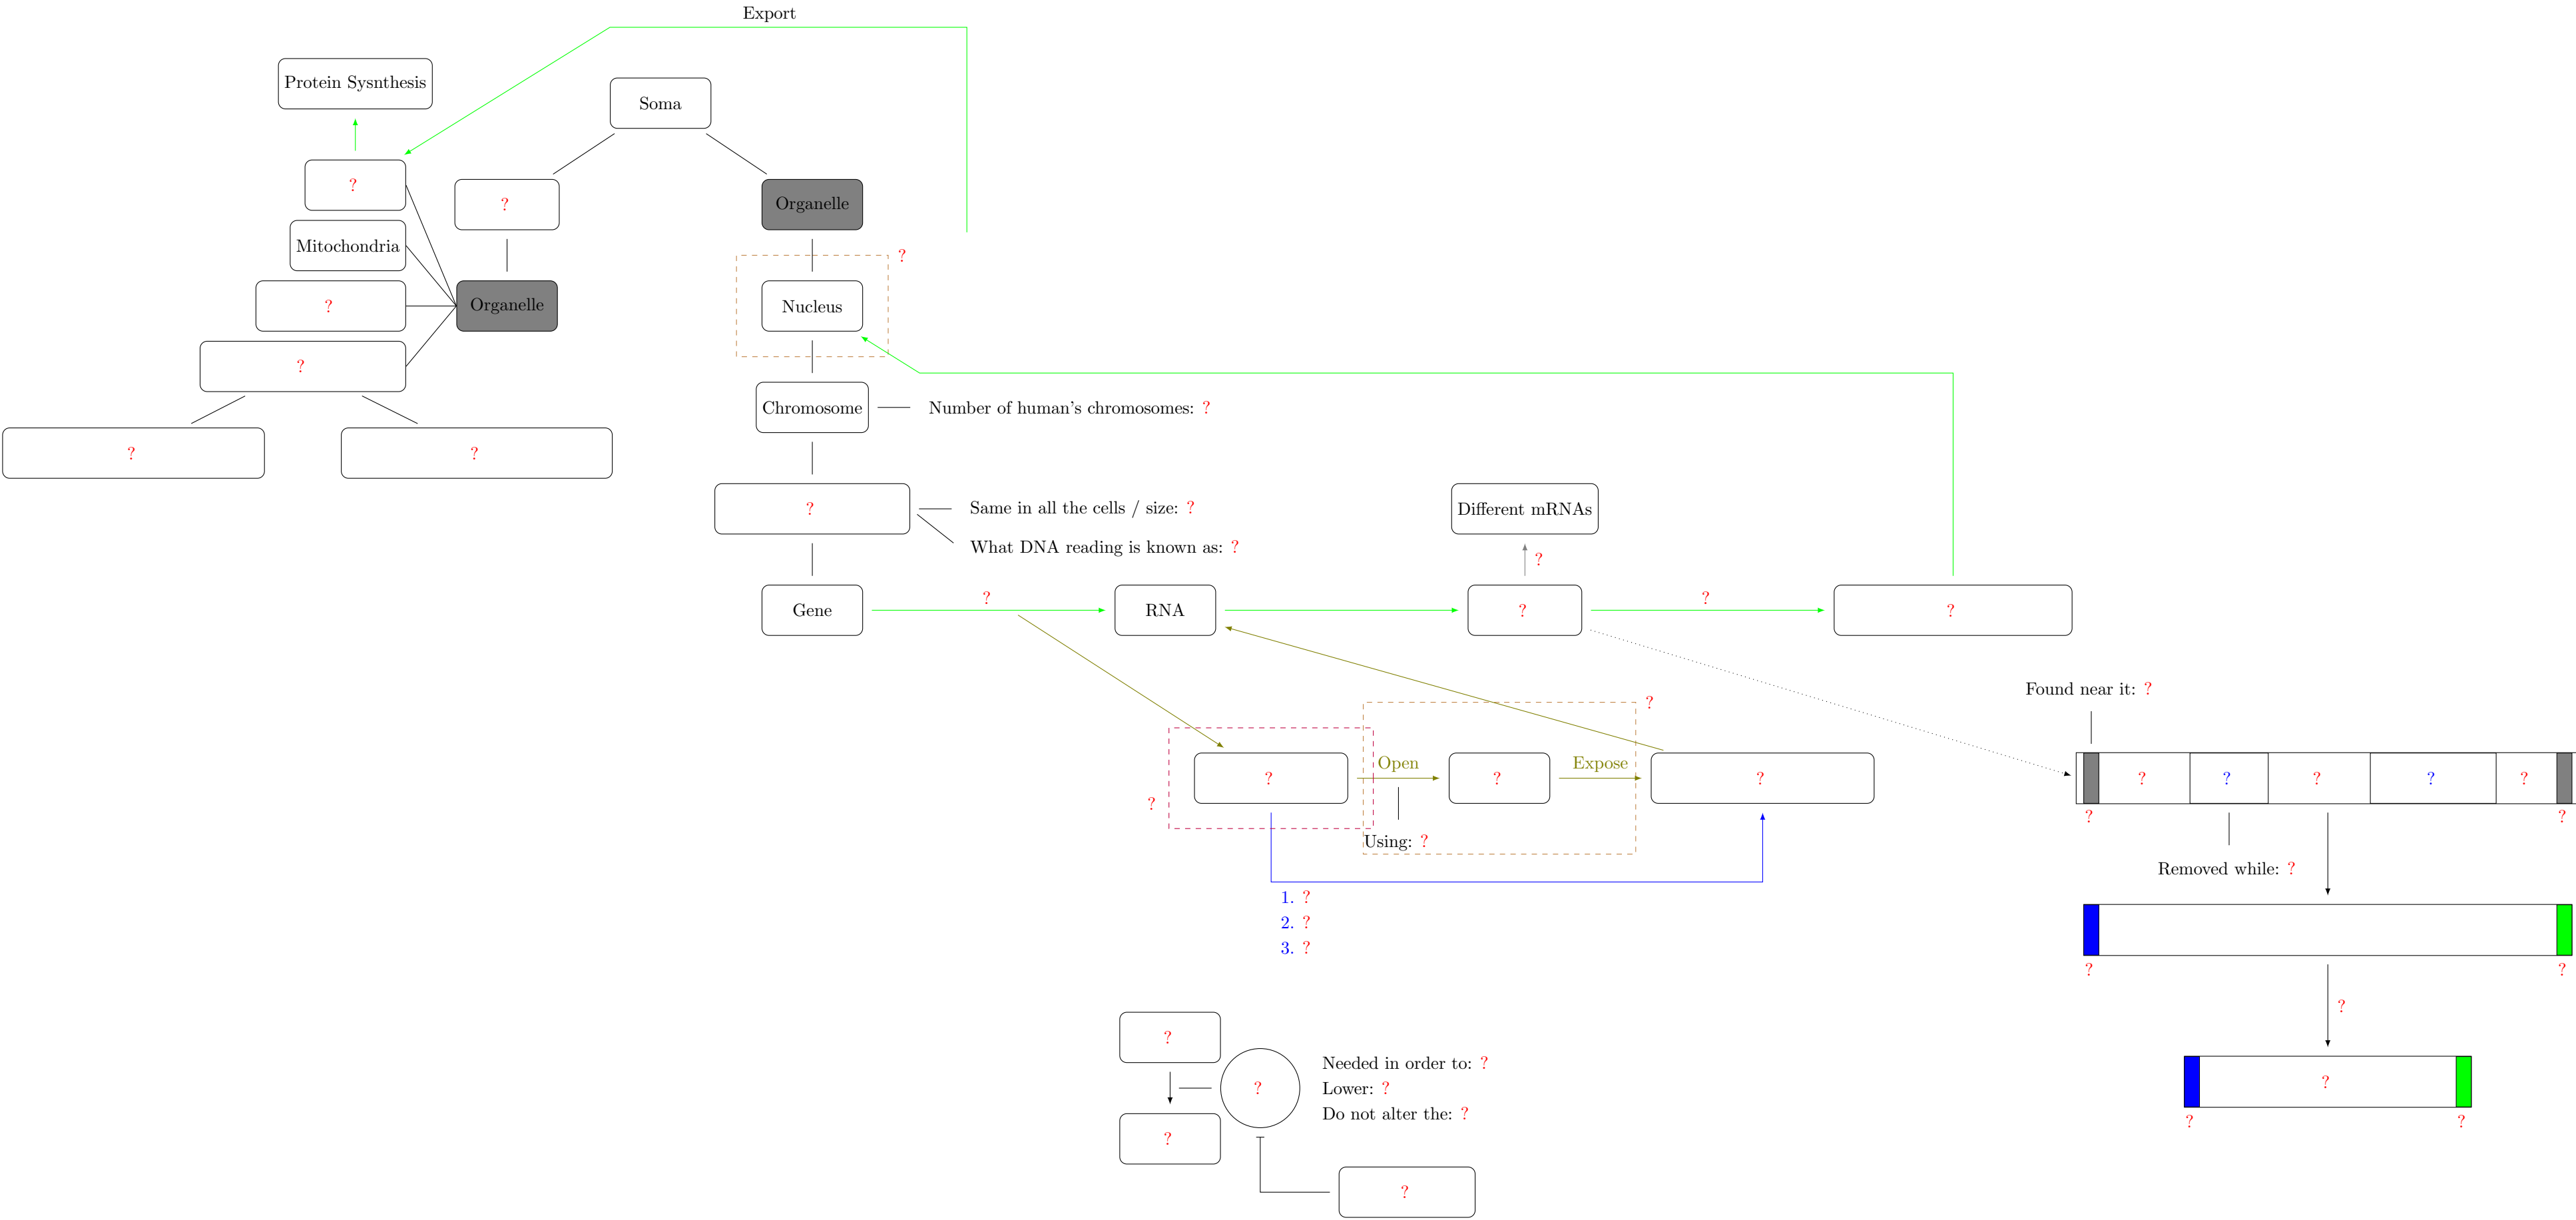 Export
Protein Sysnthesis
Soma
?
?
Organelle
Mitochondria
?
?
Organelle
Nucleus
?
Chromosome
Number of human's chromosomes: ?
?
?
?
Same in all the cells / size: ?
What DNA reading is known as: ?
Different mRNAs
?
Gene
?
RNA
?
?
?
Found near it: ?
?
?
?
Open
?
Expose
?
Using: ?
?
?
?
?
?
?
?
Removed while: ?
1. ?
2. ?
3. ?
?
?
?
?
?
?
?
?
Needed in order to: ?
Lower: ?
Do not alter the: ?
?
?